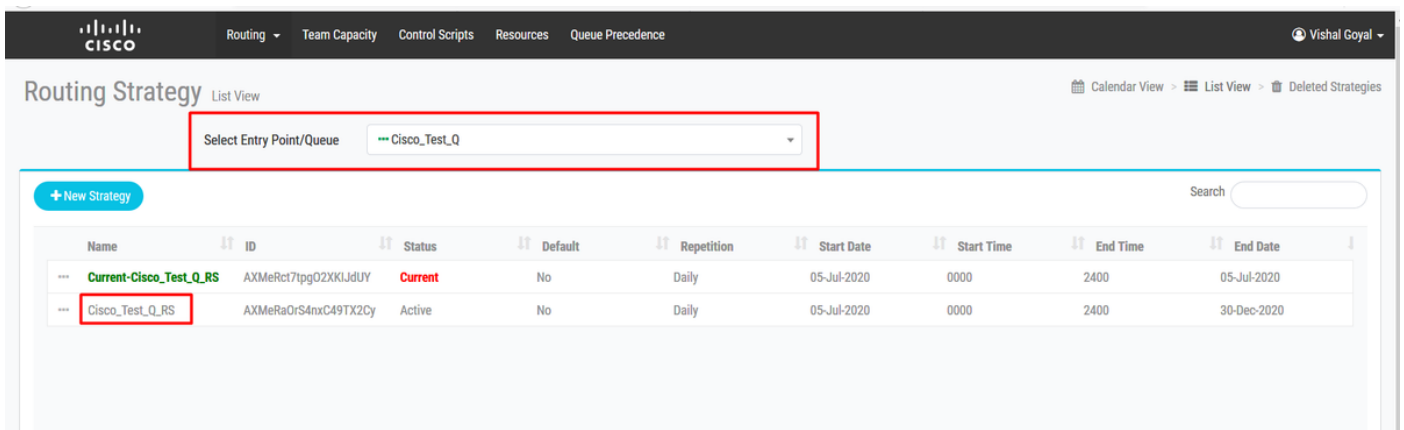 CISCO
Routing Team Capacity Control Scripts Resources Queue Precedence Vishal Goyal
Routing Strategy List View Calendar View > List View > Deleted Strategies
Select Entry Point/Queue Cisco_Test_Q
+ New Strategy Search
Name ID Status Default Repetition Start Date Start Time End Time End Date
Current-Cisco_Test_Q_RS AXMeRct7tpgO2XKIJdUY Current No Daily 05-Jul-2020 0000 2400 05-Jul-2020
Cisco_Test_Q_RS AXMeRaOrS4nxC49TX2Cy Active No Daily 05-Jul-2020 0000 2400 30-Dec-2020